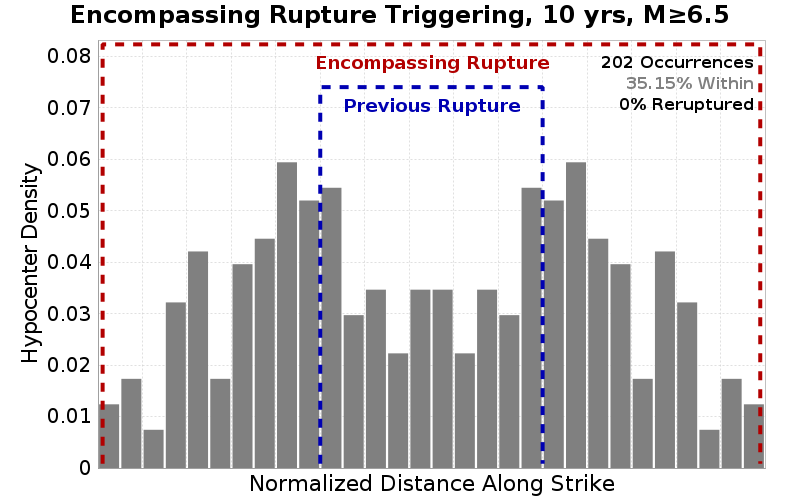 Encompassing Rupture Triggering, 10 yrs, M≥6.5
Encompassing Rupture
Previous Rupture
202 Occurrences
35.15% Within
0% Reruptured
Hypocenter Density
0.08
0.07
0.06
0.05
0.04
0.03
0.02
0.01
0
Normalized Distance Along Strike